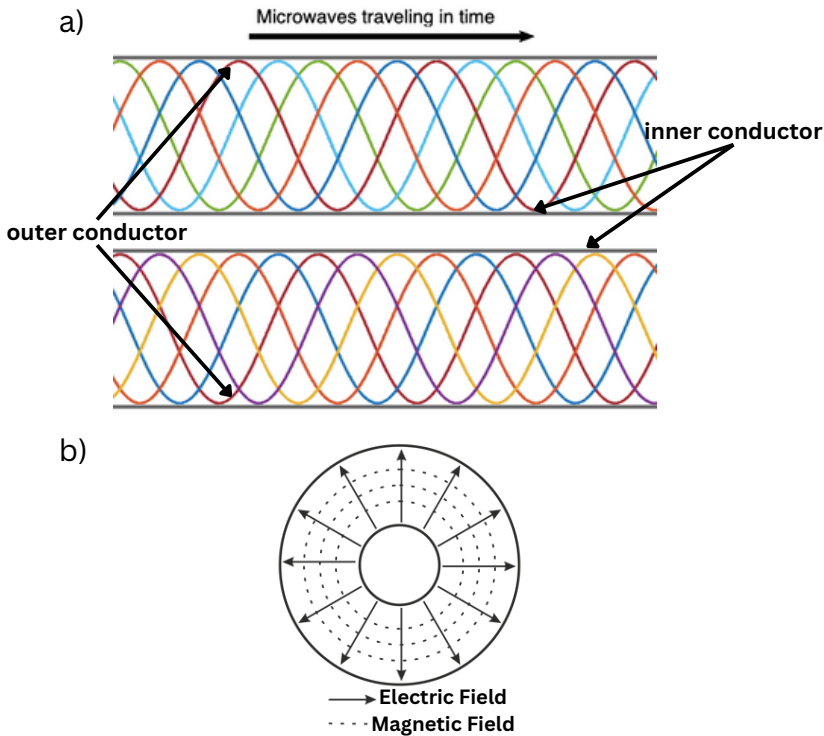 a)
Microwaves traveling in time
inner conductor
outer conductor
b)
Electric Field
Magnetic Field